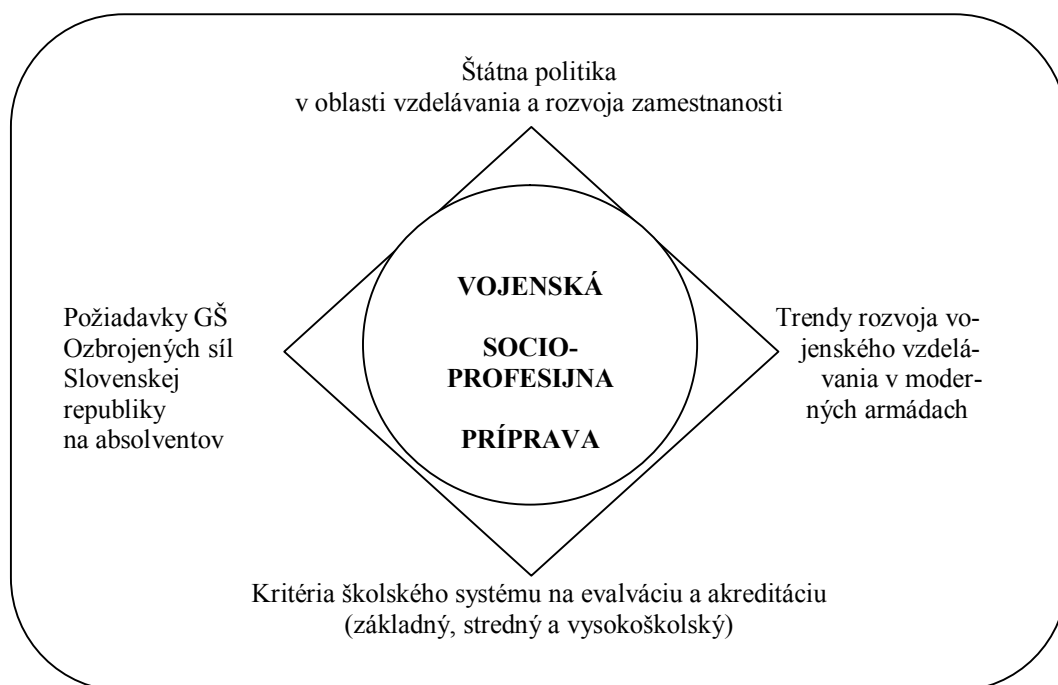 Štátna politika
v oblasti vzdelávania a rozvoja zamestnanosti
VOJENSKÁ
SOCIO-
PROFESIJNA
PRÍPRAVA
Požiadavky GŠ
Ozbrojených síl
Slovenskej
republiky
na absolventov
Trendy rozvoja vo-
jenského vzdelá-
vania v moder-
ných armádach
Kritéria školského systému na evalváciu a akreditáciu
(základný, stredný a vysokoškolský)